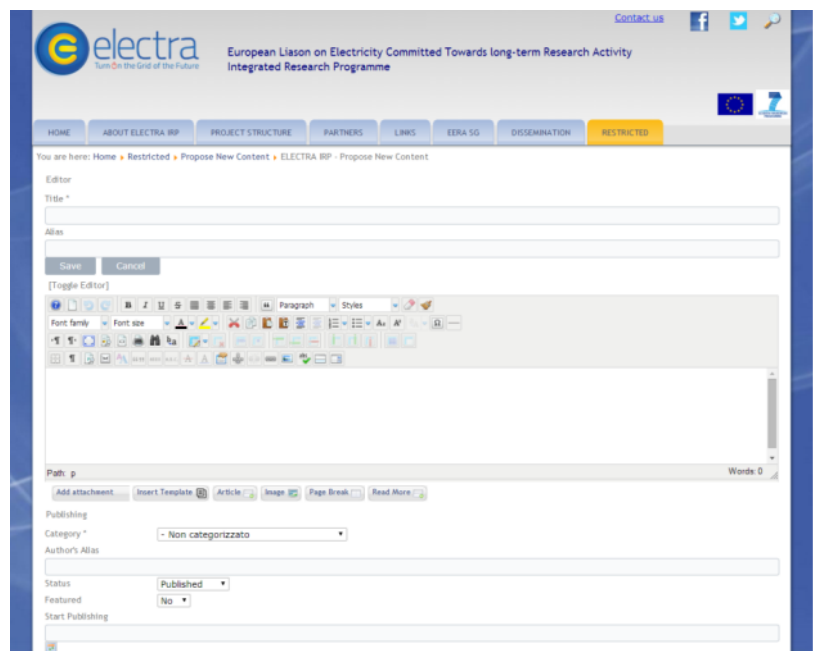 Contact us
electra
Turn On the Grid of the Future
European Liason on Electricity Committed Towards long-term Research Activity
Integrated Research Programme
HOME ABOUT ELECTRA IRP PROJECT STRUCTURE PARTNERS LINKS EERA SG DISSEMINATION RESTRICTED
You are here: Home Restricted Propose New Content ELECTRA IRP - Propose New Content
Editor
Title *
Alias
Save Cancel
[Toggle Editor]
B I U S Paragraph Styles
Font family Font size A
Path: p Words: 0
Add attachment Insert Template Article Image Page Break Read More
Publishing
Category * - Non categorizzato
Author's Alias
Status Published
Featured No
Start Publishing